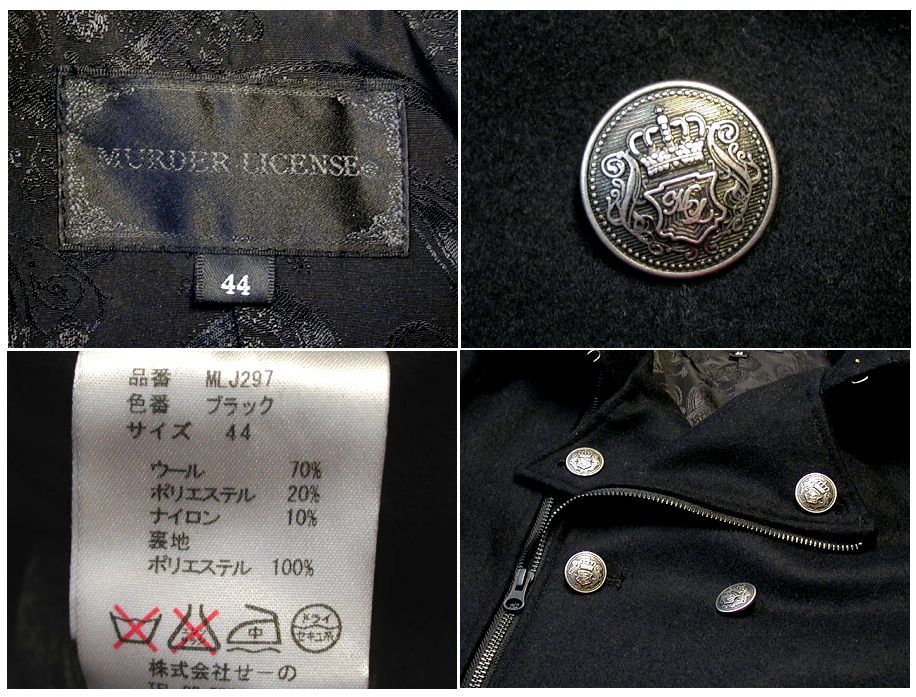 MURDER LICENSE
44
ML
品番 MLJ297
色番 ブラック
サイズ 44
ウール 70%
ポリエステル 20%
ナイロン 10%
裏地
ポリエステル 100%
中
ドライ
セキユ系
株式会社せーの